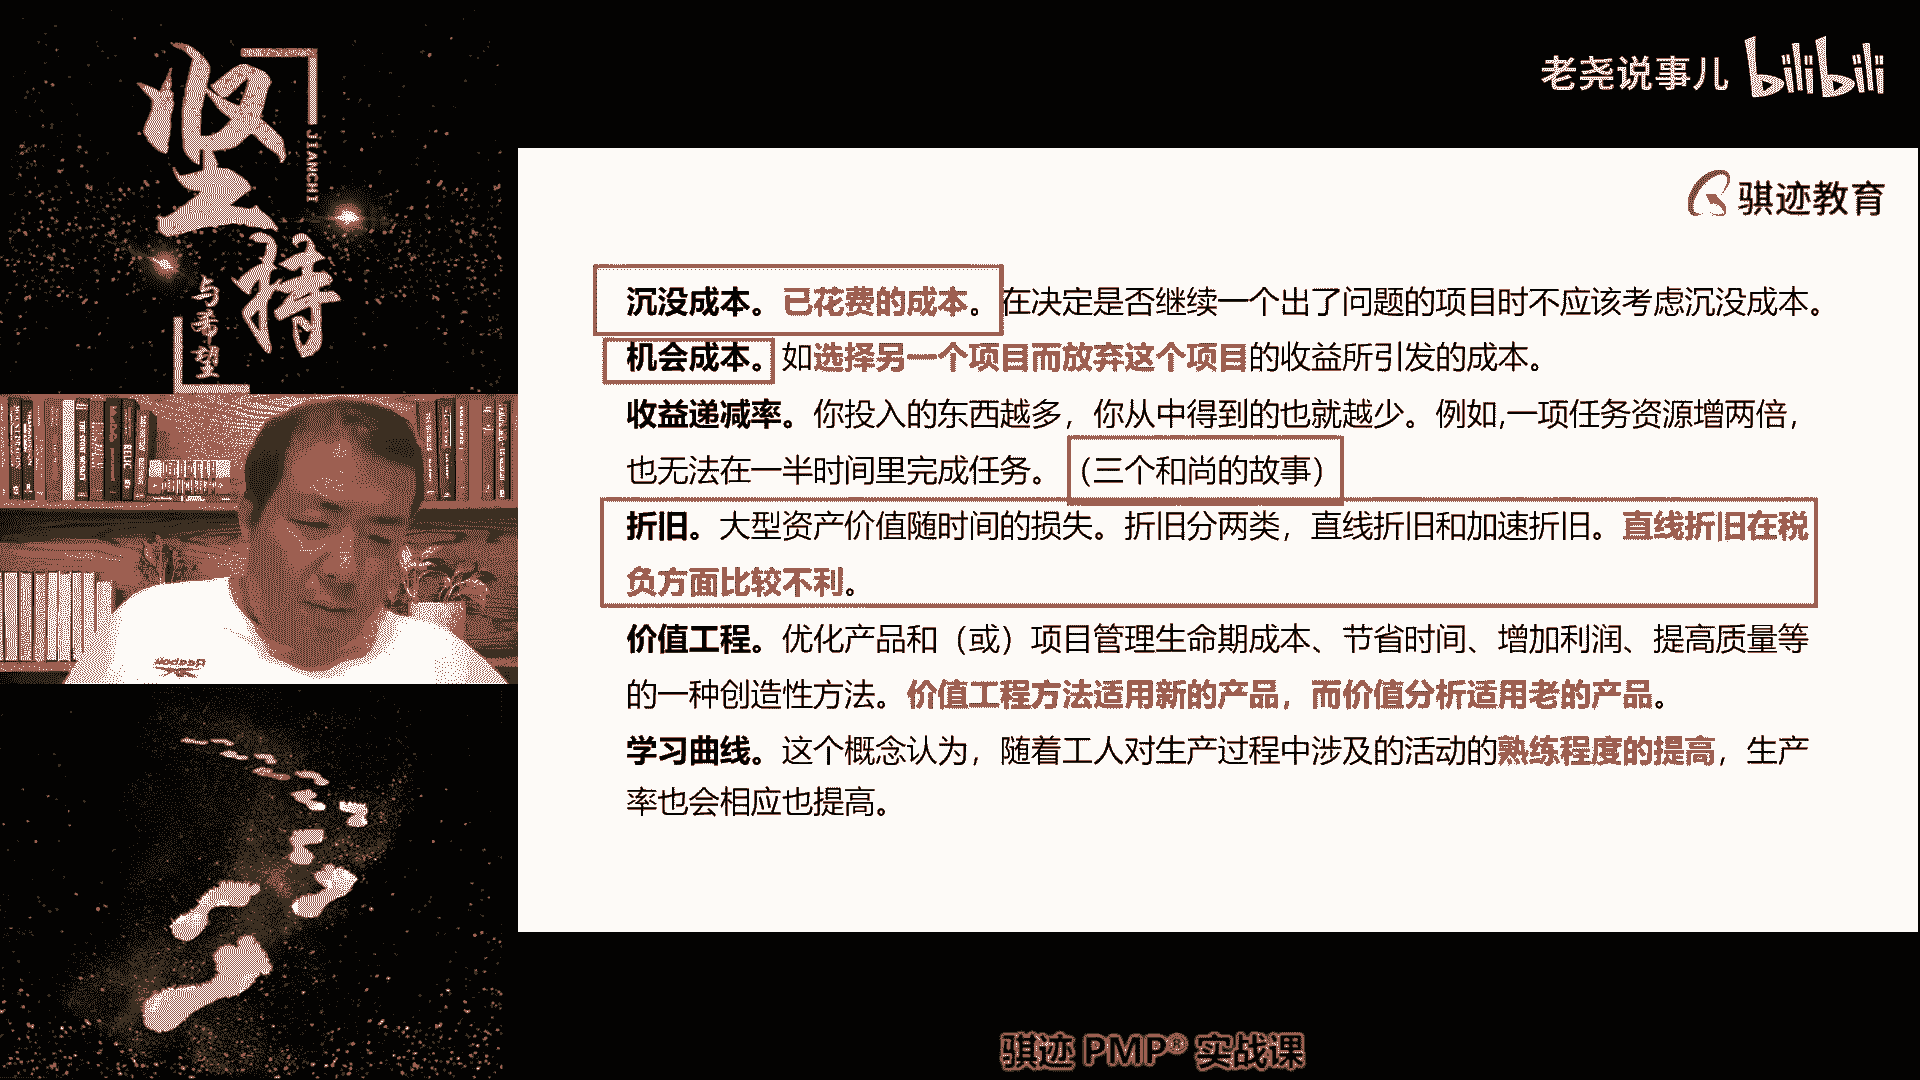 坚持
JIANCHI
与希望
老尧说事儿 bilibili
骐迹教育
沉没成本。已花费的成本。在决定是否继续一个出了问题的项目时不应该考虑沉没成本。
机会成本。如选择另一个项目而放弃这个项目的收益所引发的成本。
收益递减率。你投入的东西越多，你从中得到的也就越少。例如,一项任务资源增两倍，
也无法在一半时间里完成任务。（三个和尚的故事）
折旧。大型资产价值随时间的损失。折旧分两类，直线折旧和加速折旧。直线折旧在税
负方面比较不利。
价值工程。优化产品和（或）项目管理生命期成本、节省时间、增加利润、提高质量等
的一种创造性方法。价值工程方法适用新的产品，而价值分析适用老的产品。
学习曲线。这个概念认为，随着工人对生产过程中涉及的活动的熟练程度的提高，生产
率也会相应也提高。
骐迹 PMP® 实战课